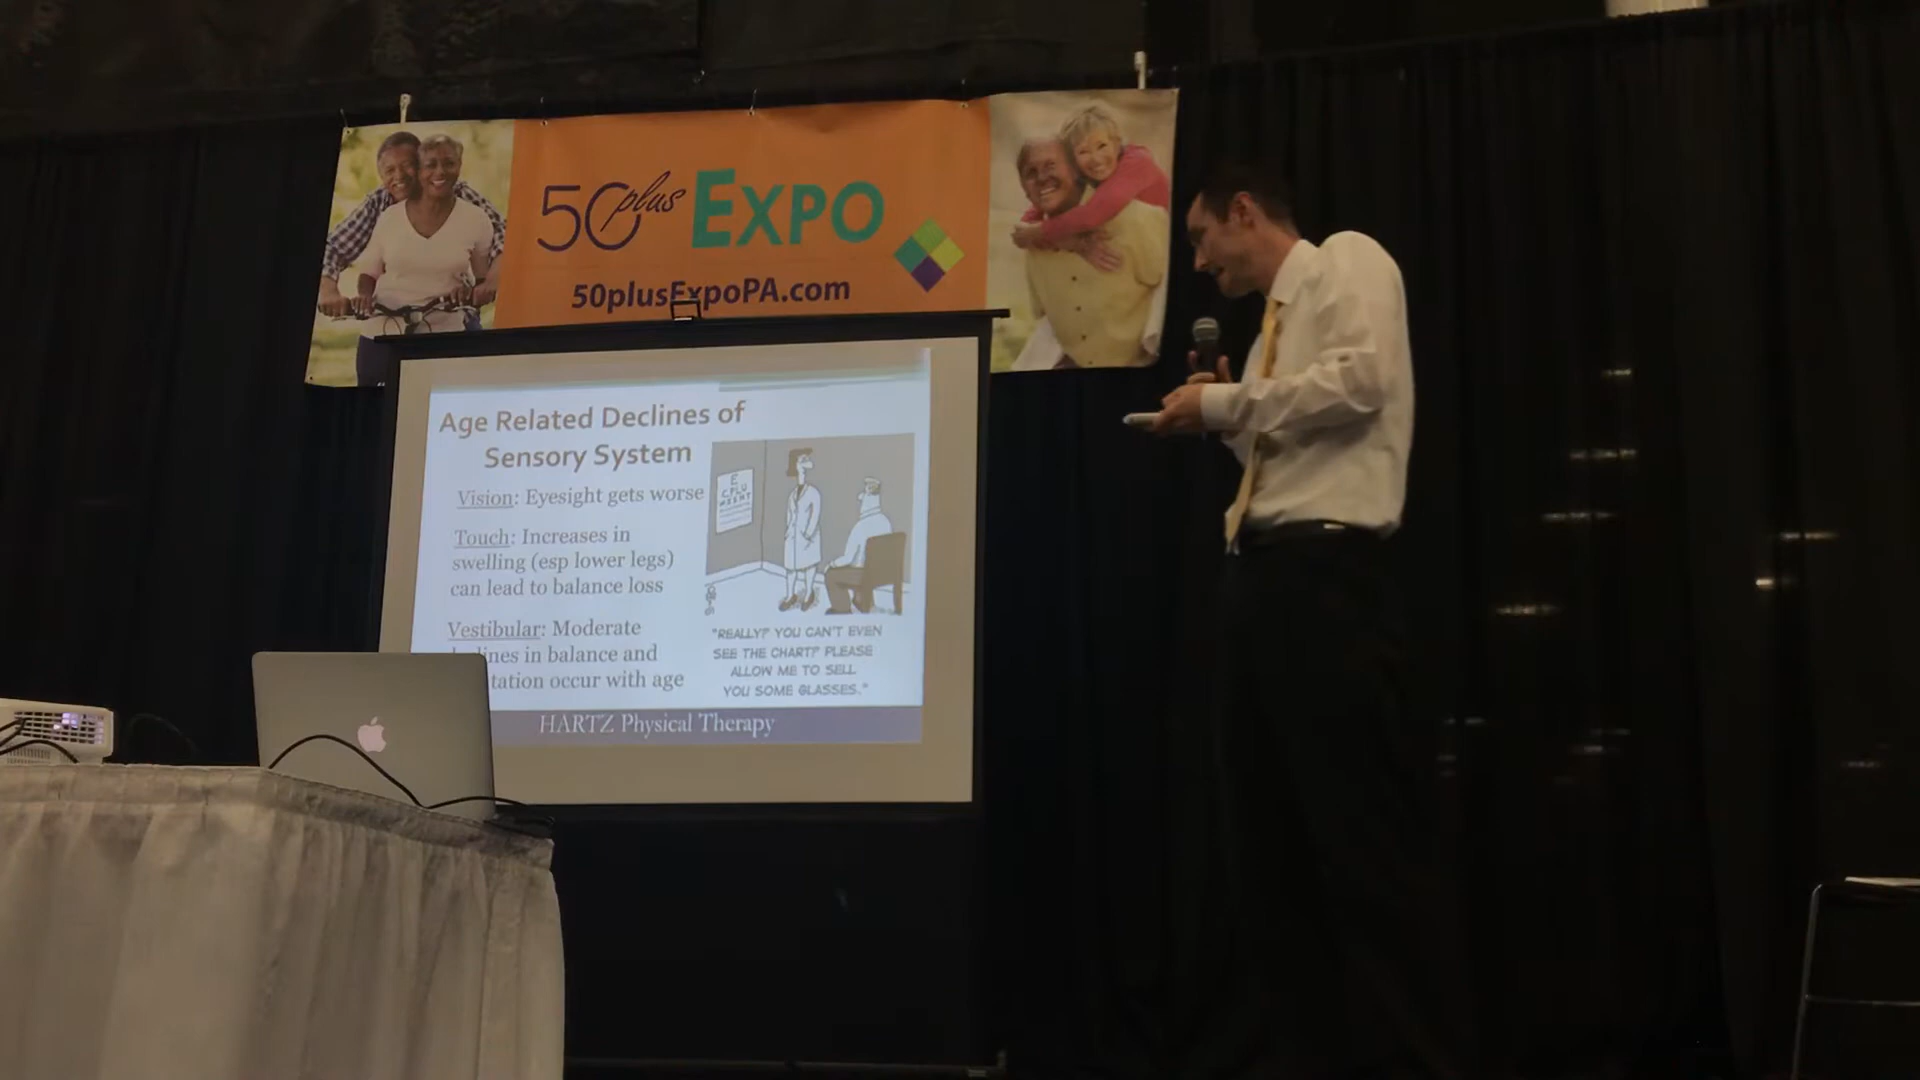 50 plus EXPO
50plusExpoPA.com
Age Related Declines of
Sensory System
Vision: Eyesight gets worse
Touch: Increases in
swelling (esp lower legs)
can lead to balance loss
Vestibular: Moderate
lines in balance and
tation occur with age
E
"REALLY? YOU CAN'T EVEN
SEE THE CHART? PLEASE
ALLOW ME TO SELL
YOU SOME GLASSES."
HARTZ Physical Therapy